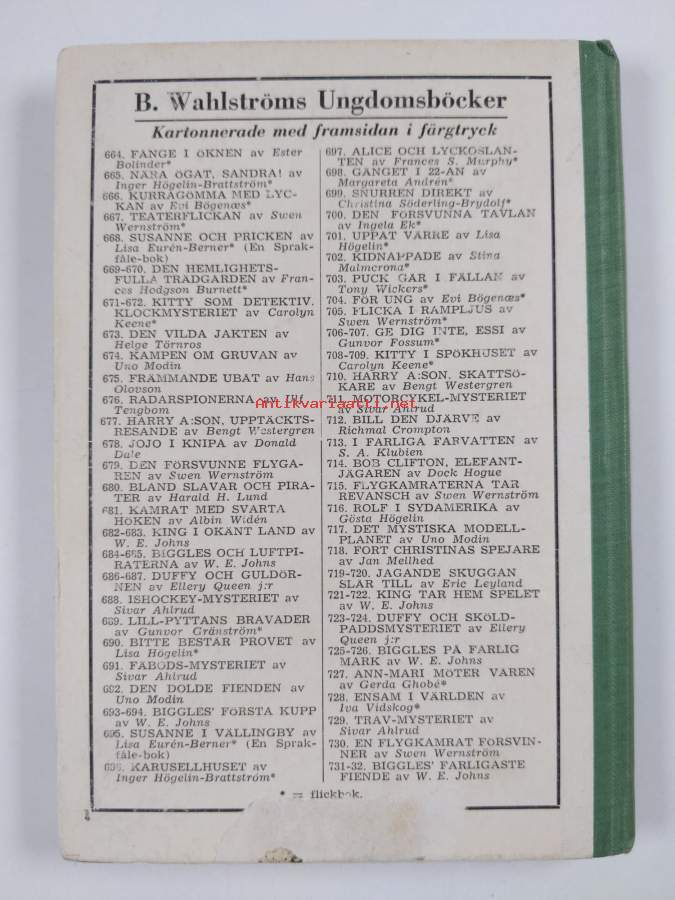 B. Wahlströms Ungdomsböcker
Kartonnerade med framsidan i färgtryck
664. FÅNGE I ÖKNEN av Ester
Bolinder*
665. NÄRA ÖGAT, SANDRA! av
Inger Högelin-Brattström*
666. KURRAGÖMMA MED LYC-
KAN av Evi Bögenæs*
667. TEATERFLICKAN av Swen
Wernström*
668. SUSANNE OCH PRICKEN av
Lisa Eurén-Berner* (En Språk-
fåle-bok)
669-670. DEN HEMLIGHETS-
FULLA TRÄDGÅRDEN av Fran-
ces Hodgson Burnett*
671-672. KITTY SOM DETEKTIV.
KLOCKMYSTERIET av Carolyn
Keene*
673. DEN VILDA JAKTEN av
Helge Törnros
674. KAMPEN OM GRUVAN av
Uno Modin
675. FRÄMMANDE UBÅT av Hans
Olovson
676. RADARSPIONERNA av Ulf
Tengbom
677. HARRY A:SON, UPPTÄCKTS-
RESANDE av Bengt Westergren
678. JOJO I KNIPA av Donald
Dale
679. DEN FÖRSVUNNE FLYGA-
REN av Swen Wernström
680. BLAND SLAVAR OCH PIRA-
TER av Harald H. Lund
681. KAMRAT MED SVARTA
HÖKEN av Albin Widén
682-683. KING I OKÄNT LAND av
W. E. Johns
684-685. BIGGLES OCH LUFTPI-
RATERNA av W. E. Johns
686-687. DUFFY OCH GULDÖR-
NEN av Ellery Queen j:r
688. ISHOCKEY-MYSTERIET av
Sivar Ahlrud
689. LILL-PYTTANS BRAVADER
av Gunvor Gränström*
690. BITTE BESTÅR PROVET av
Lisa Högelin*
691. FÄBODS-MYSTERIET av
Sivar Ahlrud
692. DEN DOLDE FIENDEN av
Uno Modin
693-694. BIGGLES' FÖRSTA KUPP
av W. E. Johns
695. SUSANNE I VÄLLINGBY av
Lisa Eurén-Berner* (En Språk-
fåle-bok)
696. KARUSELLHUSET av
Inger Högelin-Brattström*
697. ALICE OCH LYCKOSLAN-
TEN av Frances S. Murphy*
698. GÄNGET I 22-AN av
Margareta Andrén*
699. SNURREN DIREKT av
Christina Söderling-Brydolf*
700. DEN FÖRSVUNNA TAVLAN
av Ingela Ek*
701. UPPÅT VÄRRE av Lisa
Högelin*
702. KIDNAPPADE av Stina
Malmcrona*
703. PUCK GÅR I FÄLLAN av
Tony Wickers*
704. FÖR UNG av Evi Bögenæs*
705. FLICKA I RAMPLJUS av
Swen Wernström*
706-707. GE DIG INTE, ESSI av
Gunvor Fossum*
708-709. KITTY I SPÖKHUSET av
Carolyn Keene*
710. HARRY A:SON, SKATTSÖ-
KARE av Bengt Westergren
711. MOTORCYKEL-MYSTERIET
av Sivar Ahlrud
712. BILL DEN DJÄRVE av
Richmal Crompton
713. I FARLIGA FARVATTEN av
S. A. Klubien
714. BOB CLIFTON, ELEFANT-
JÄGAREN av Dock Hogue
715. FLYGKAMRATERNA TAR
REVANSCH av Swen Wernström
716. ROLF I SYDAMERIKA av
Gösta Högelin
717. DET MYSTISKA MODELL-
PLANET av Uno Modin
718. FORT CHRISTINAS SPEJARE
av Jan Mellhed
719-720. JAGANDE SKUGGAN
SLÅR TILL av Eric Leyland
721-722. KING TAR HEM SPELET
av W. E. Johns
723-724. DUFFY OCH SKÖLD-
PADDSMYSTERIET av Ellery
Queen j:r
725-726. BIGGLES PÅ FARLIG
MARK av W. E. Johns
727. ANN-MARI MÖTER VÅREN
av Gerda Ghobé*
728. ENSAM I VÄRLDEN av
Iva Vidskog*
729. TRAV-MYSTERIET av
Sivar Ahlrud
730. EN FLYGKAMRAT FÖRSVIN-
NER av Swen Wernström
731-32. BIGGLES' FARLIGASTE
FIENDE av W. E. Johns
* = flickbok.
Antikvariaatti.net